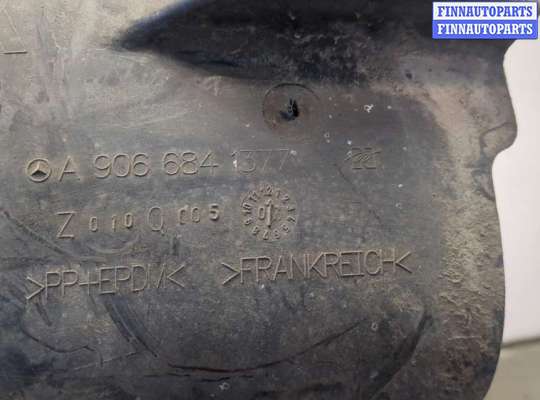 FINNAUTOPARTS
FINNAUTOPARTS
A 906 684 1377
Z 010 Q 005
>PP+EPDM< >FRANKREICH<